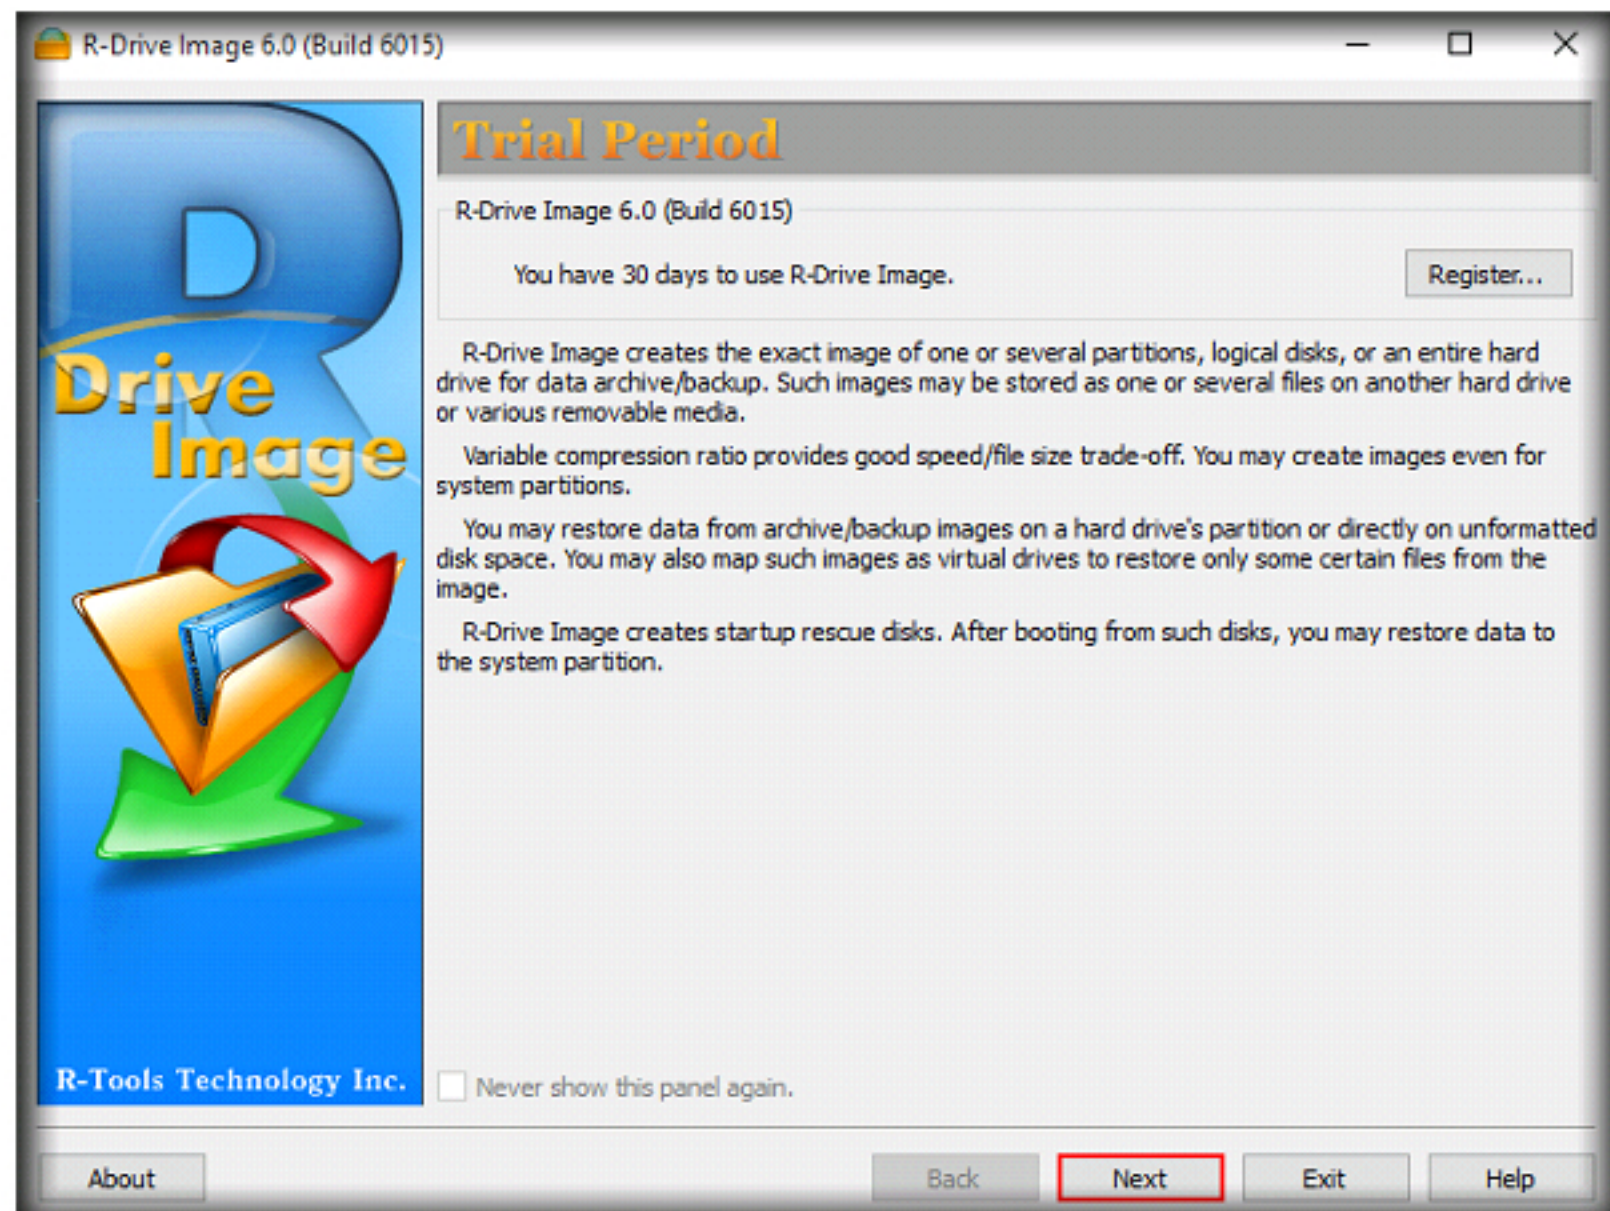 R-Drive Image 6.0 (Build 6015)
R
Drive
Image
R-Tools Technology Inc.
Trial Period
R-Drive Image 6.0 (Build 6015)
You have 30 days to use R-Drive Image.
Register...
R-Drive Image creates the exact image of one or several partitions, logical disks, or an entire hard
drive for data archive/backup. Such images may be stored as one or several files on another hard drive
or various removable media.
Variable compression ratio provides good speed/file size trade-off. You may create images even for
system partitions.
You may restore data from archive/backup images on a hard drive's partition or directly on unformatted
disk space. You may also map such images as virtual drives to restore only some certain files from the
image.
R-Drive Image creates startup rescue disks. After booting from such disks, you may restore data to
the system partition.
Never show this panel again.
About
Back
Next
Exit
Help